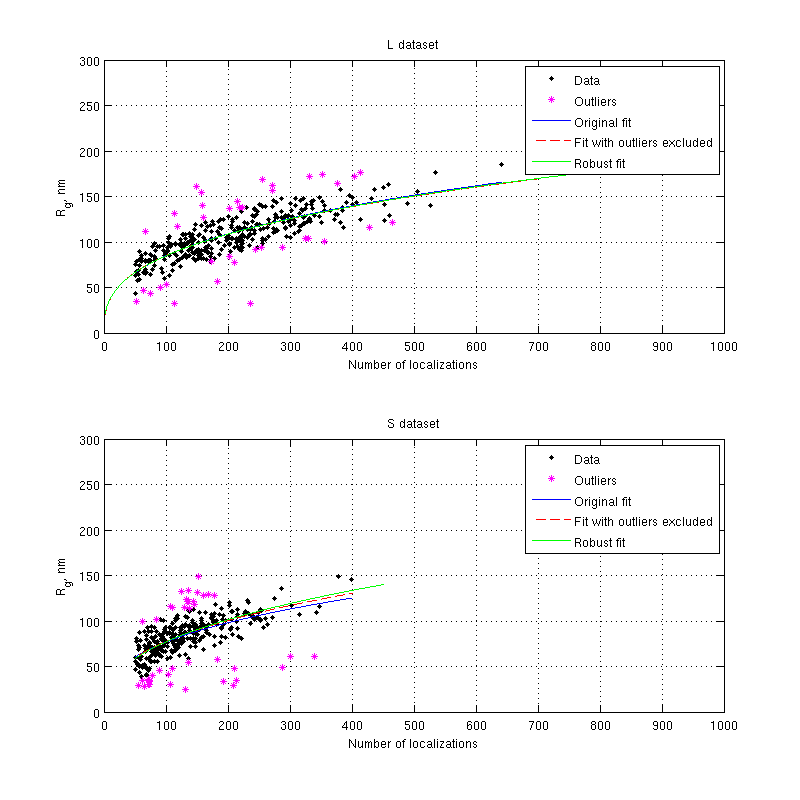 L dataset
300
250
200
150
100
50
0
Rg, nm
Data
Outliers
Original fit
Fit with outliers excluded
Robust fit
0 100 200 300 400 500 600 700 800 900 1000
Number of localizations
S dataset
300
250
200
150
100
50
0
Rg, nm
Data
Outliers
Original fit
Fit with outliers excluded
Robust fit
0 100 200 300 400 500 600 700 800 900 1000
Number of localizations